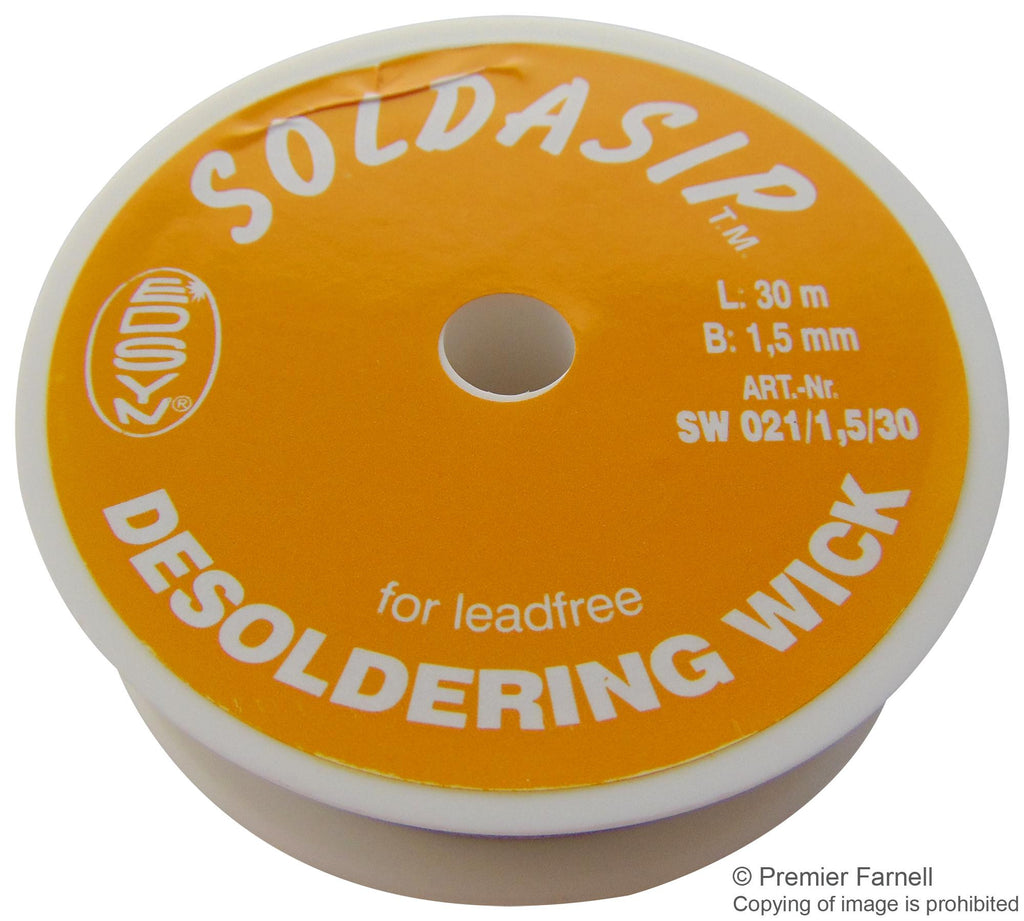 SOLDASIP
T.M.
EDSYN®
L: 30 m
B: 1,5 mm
ART.-Nr.
SW 021/1,5/30
for leadfree
DESOLDERING WICK
© Premier Farnell
Copying of image is prohibited